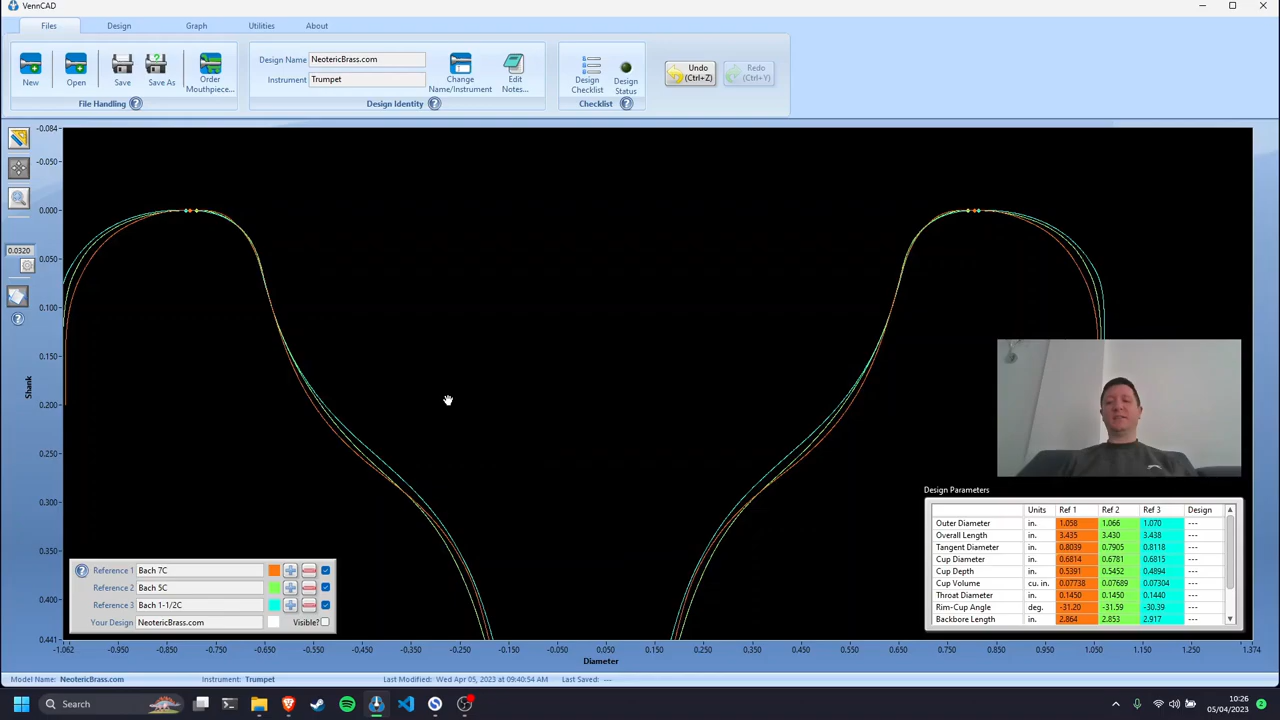 VennCAD
Files Design Graph Utilities About
New Open Save Save As Order Mouthpiece...
File Handling ?
Design Name NeotericBrass.com
Instrument Trumpet
Change Name/Instrument Edit Notes...
Design Identity ?
Design Checklist Design Status
Checklist ?
Undo (Ctrl+Z) Redo (Ctrl+Y)
0.0320
?
Shank
-0.084
-0.050
0.000
0.050
0.100
0.150
0.200
0.250
0.300
0.350
0.400
0.441
-1.062 -0.950 -0.850 -0.750 -0.650 -0.550 -0.450 -0.350 -0.250 -0.150 -0.050 0.050 0.150 0.250 0.350 0.450 0.550 0.650 0.750 0.850 0.950 1.050 1.150 1.250 1.374
Diameter
? Reference 1 Bach 7C
Reference 2 Bach 5C
Reference 3 Bach 1-1/2C
Your Design NeotericBrass.com Visible?
Design Parameters
Units Ref 1 Ref 2 Ref 3 Design
Outer Diameter in. 1.058 1.066 1.070 ---
Overall Length in. 3.435 3.430 3.438 ---
Tangent Diameter in. 0.8039 0.7905 0.8118 ---
Cup Diameter in. 0.6814 0.6781 0.6815 ---
Cup Depth in. 0.5391 0.5452 0.4894 ---
Cup Volume cu. in. 0.07738 0.07689 0.07304 ---
Throat Diameter in. 0.1450 0.1450 0.1440 ---
Rim-Cup Angle deg. -31.20 -31.59 -30.39 ---
Backbore Length in. 2.864 2.853 2.917 ---
Model Name: NeotericBrass.com Instrument: Trumpet Last Modified: Wed Apr 05, 2023 at 09:40:54 AM Last Saved: ---
Search
10:26
05/04/2023
2